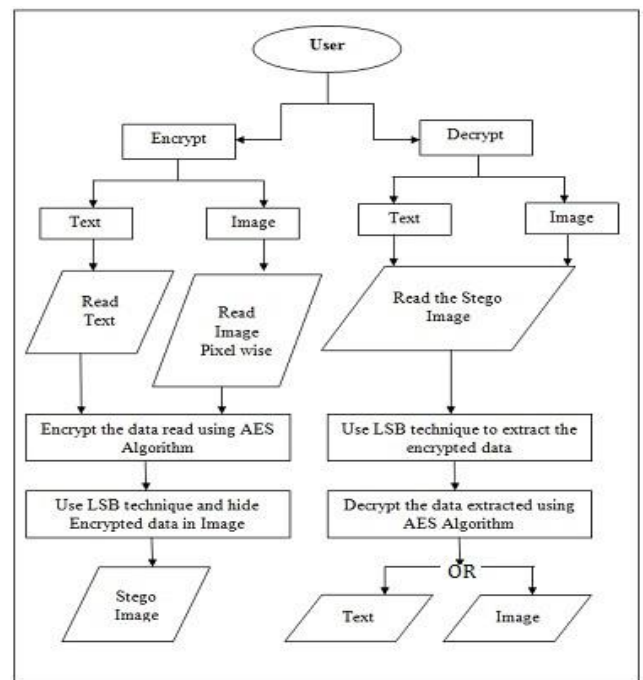 User
Encrypt
Decrypt
Text
Image
Text
Image
Read
Text
Read
Image
Pixel wise
Read the Stego
Image
Encrypt the data read using AES
Algorithm
Use LSB technique to extract the
encrypted data
Use LSB technique and hide
Encrypted data in Image
Decrypt the data extracted using
AES Algorithm
OR
Stego
Image
Text
Image